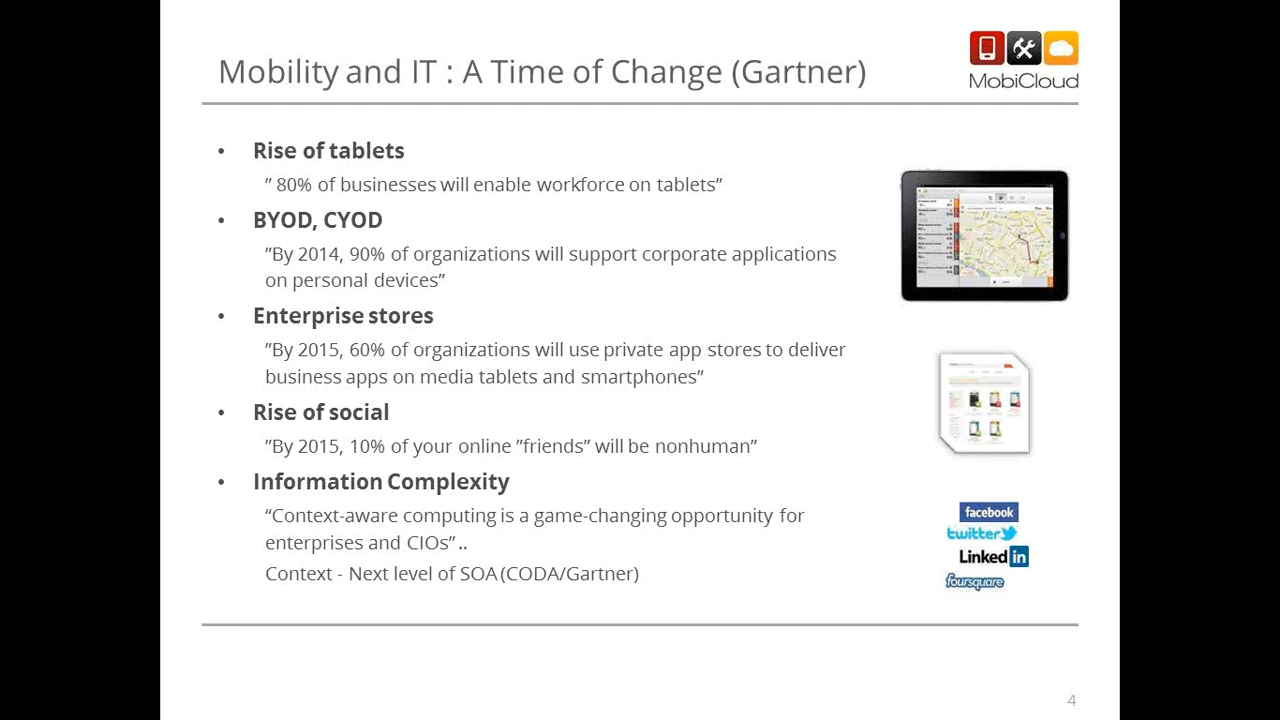 Mobility and IT : A Time of Change (Gartner)
MobiCloud
• Rise of tablets
” 80% of businesses will enable workforce on tablets”
• BYOD, CYOD
”By 2014, 90% of organizations will support corporate applications
on personal devices”
• Enterprise stores
”By 2015, 60% of organizations will use private app stores to deliver
business apps on media tablets and smartphones”
• Rise of social
”By 2015, 10% of your online ”friends” will be nonhuman”
• Information Complexity
“Context-aware computing is a game-changing opportunity for
enterprises and CIOs”..
Context - Next level of SOA (CODA/Gartner)
facebook
twitter
Linked in
foursquare
4